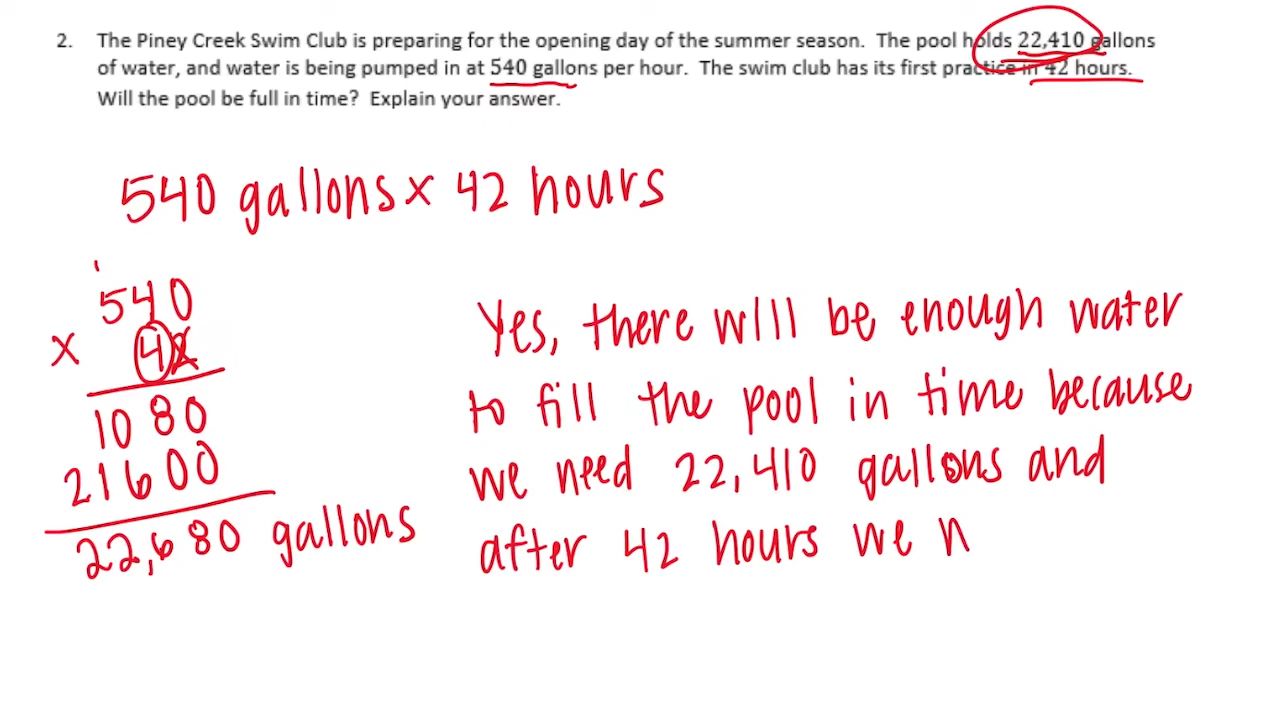 2. The Piney Creek Swim Club is preparing for the opening day of the summer season. The pool holds 22,410 gallons
of water, and water is being pumped in at 540 gallons per hour. The swim club has its first practice in 42 hours.
Will the pool be full in time? Explain your answer.
540 gallons x 42 hours
1
540
x 42
1080
21600
22,680 gallons
Yes, there will be enough water
to fill the pool in time because
we need 22,410 gallons and
after 42 hours we n